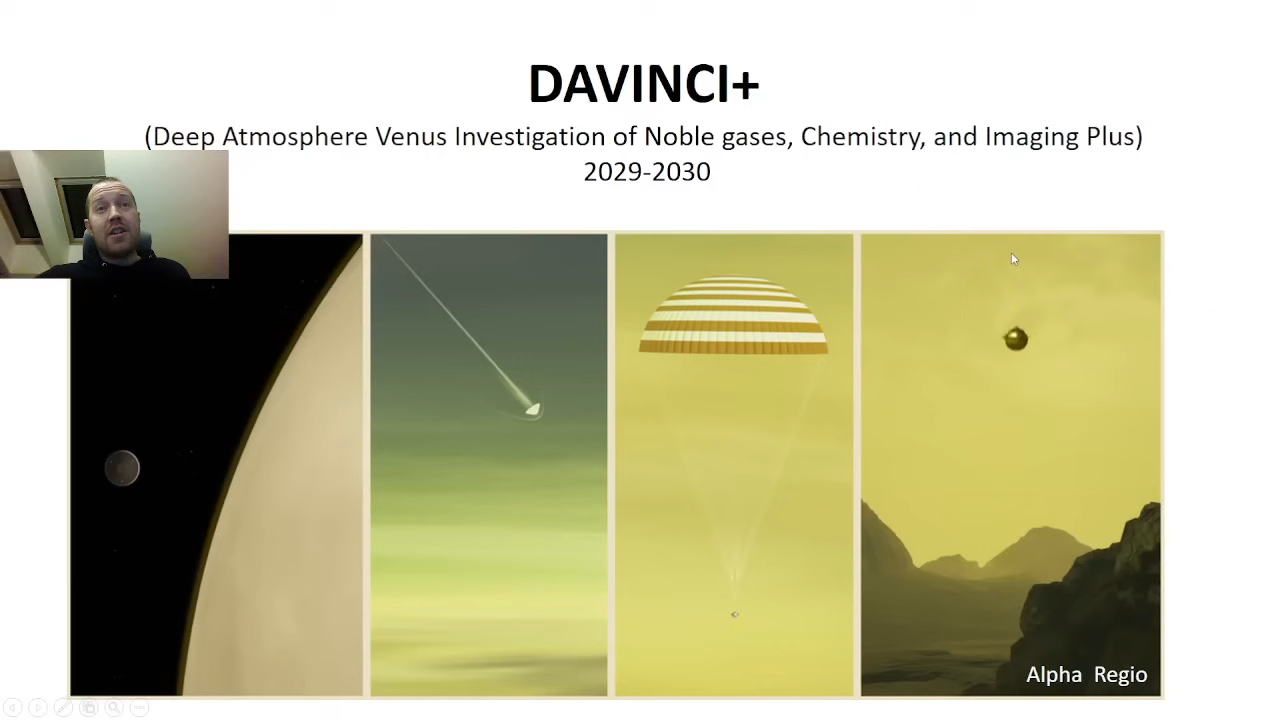 DAVINCI+
(Deep Atmosphere Venus Investigation of Noble gases, Chemistry, and Imaging Plus)
2029-2030
Alpha Regio